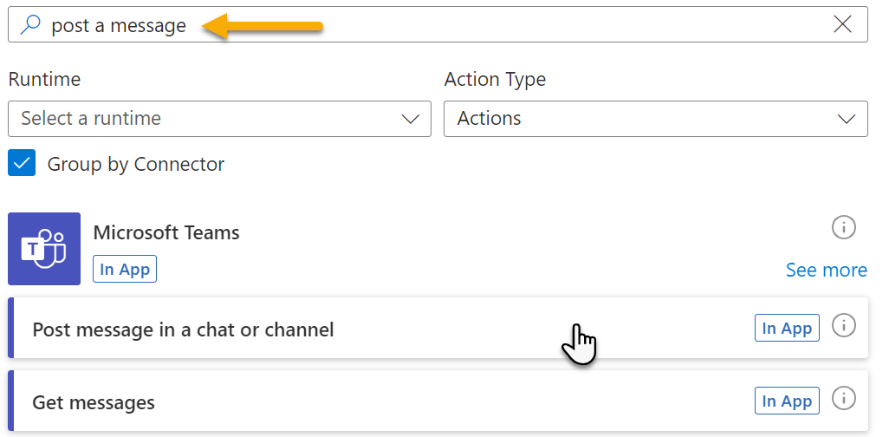 post a message
Runtime
Action Type
Select a runtime
Actions
Group by Connector
T
Microsoft Teams
In App
See more
Post message in a chat or channel
In App
Get messages
In App